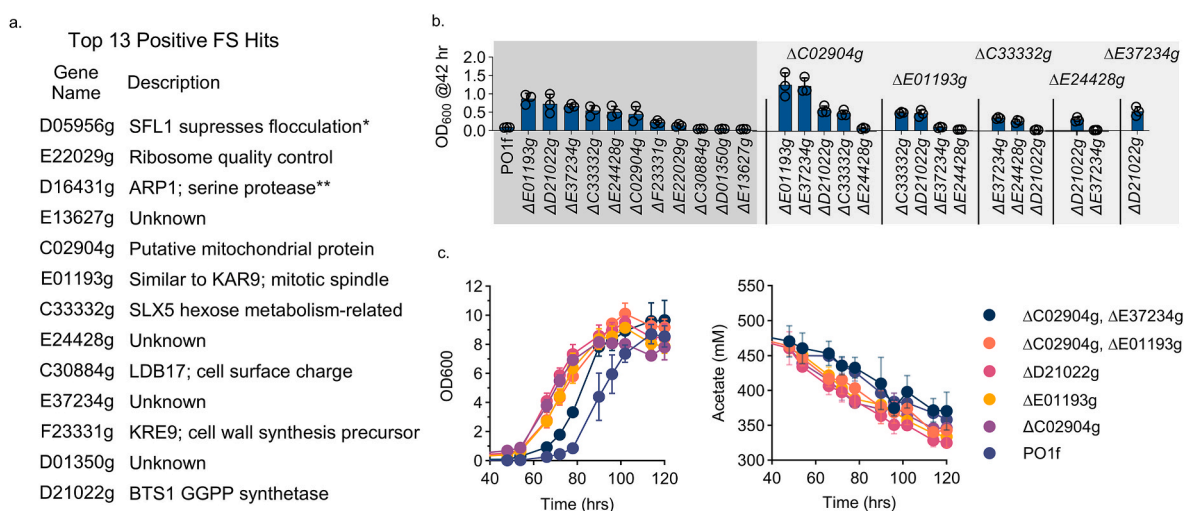 a.
Top 13 Positive FS Hits
Gene Name Description
D05956g SFL1 supresses flocculation*
E22029g Ribosome quality control
D16431g ARP1; serine protease**
E13627g Unknown
C02904g Putative mitochondrial protein
E01193g Similar to KAR9; mitotic spindle
C33332g SLX5 hexose metabolism-related
E24428g Unknown
C30884g LDB17; cell surface charge
E37234g Unknown
F23331g KRE9; cell wall synthesis precursor
D01350g Unknown
D21022g BTS1 GGPP synthetase
b.
OD600 @42 hr
2.0
1.5
1.0
0.5
0.0
ΔC02904g
ΔE01193g
ΔC33332g
ΔE24428g
ΔE37234g
PO1f
ΔE01193g
ΔD21022g
ΔE37234g
ΔC33332g
ΔE24428g
ΔC02904g
ΔF23331g
ΔE22029g
ΔC30884g
ΔD01350g
ΔE13627g
ΔE01193g
ΔE37234g
ΔD21022g
ΔC33332g
ΔE24428g
ΔC33332g
ΔD21022g
ΔE37234g
ΔE24428g
ΔE37234g
ΔE24428g
ΔD21022g
ΔD21022g
ΔE37234g
ΔD21022g
c.
OD600
12
10
8
6
4
2
0
40 60 80 100 120
Time (hrs)
Acetate (mM)
550
500
450
400
350
300
40 60 80 100 120
Time (hrs)
ΔC02904g, ΔE37234g
ΔC02904g, ΔE01193g
ΔD21022g
ΔE01193g
ΔC02904g
PO1f